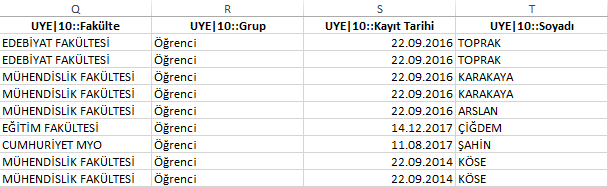 Q R S T
UYE|10::Fakülte UYE|10::Grup UYE|10::Kayıt Tarihi UYE|10::Soyadı
EDEBİYAT FAKÜLTESİ Öğrenci 22.09.2016 TOPRAK
EDEBİYAT FAKÜLTESİ Öğrenci 22.09.2016 TOPRAK
MÜHENDİSLİK FAKÜLTESİ Öğrenci 22.09.2016 KARAKAYA
MÜHENDİSLİK FAKÜLTESİ Öğrenci 22.09.2016 KARAKAYA
MÜHENDİSLİK FAKÜLTESİ Öğrenci 22.09.2016 ARSLAN
EĞİTİM FAKÜLTESİ Öğrenci 14.12.2017 ÇİĞDEM
CUMHURİYET MYO Öğrenci 11.08.2017 ŞAHİN
MÜHENDİSLİK FAKÜLTESİ Öğrenci 22.09.2014 KÖSE
MÜHENDİSLİK FAKÜLTESİ Öğrenci 22.09.2014 KÖSE